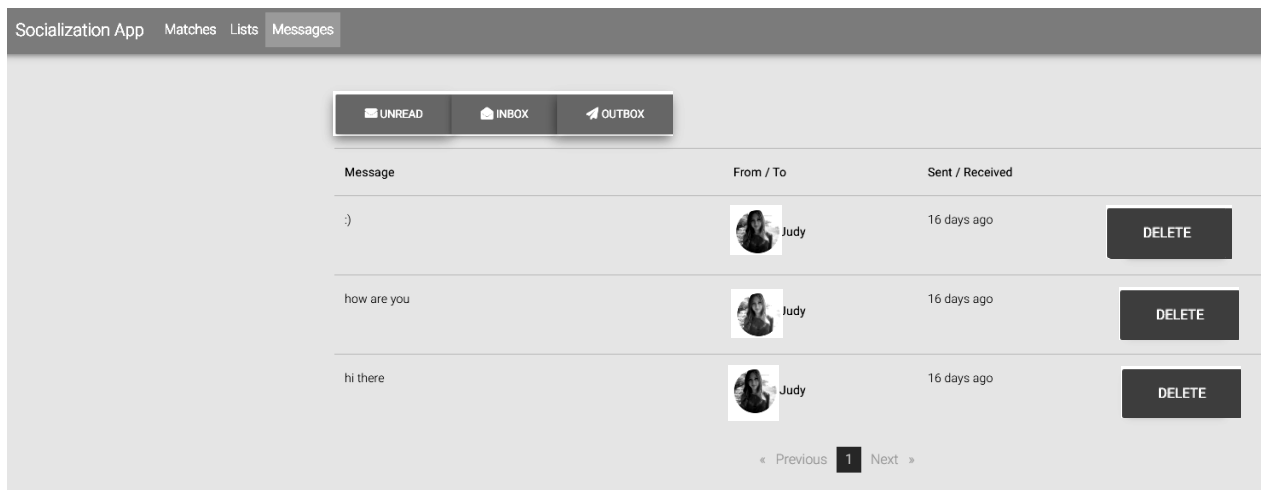 Socialization App Matches Lists Messages
UNREAD INBOX OUTBOX
Message From / To Sent / Received
:) Judy 16 days ago DELETE
how are you Judy 16 days ago DELETE
hi there Judy 16 days ago DELETE
« Previous 1 Next »